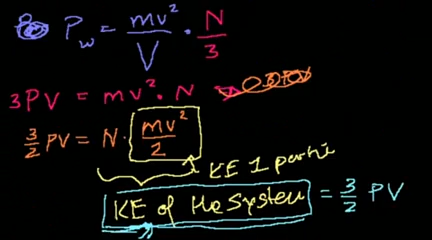 P_w = mv²/V · N/3
3PV = mv² · N
3/2 PV = N · mv²/2
KE 1 parti
KE of the System = 3/2 PV